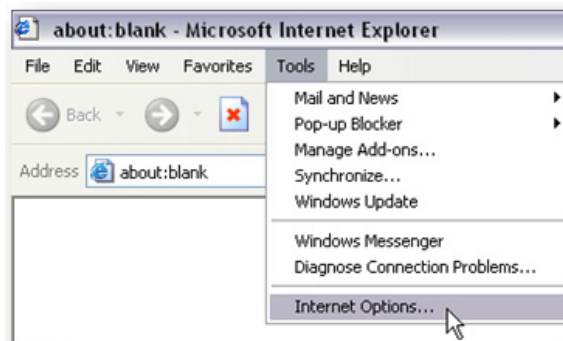 about:blank - Microsoft Internet Explorer
File Edit View Favorites Tools Help
Back
Address about:blank
Mail and News
Pop-up Blocker
Manage Add-ons...
Synchronize...
Windows Update
Windows Messenger
Diagnose Connection Problems...
Internet Options...